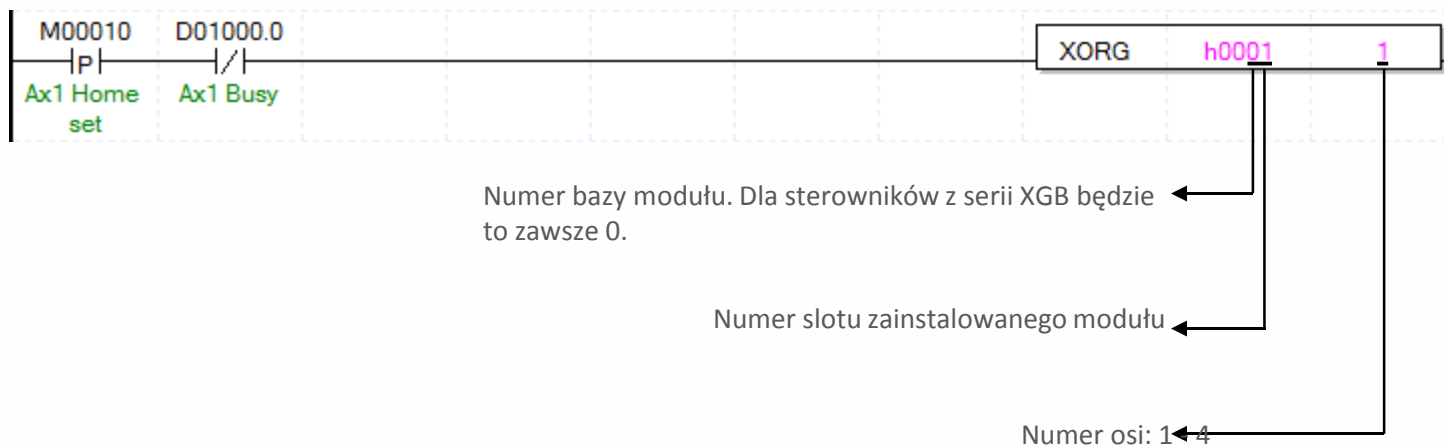 M00010 D01000.0
P
XORG h0001 1
Ax1 Home Ax1 Busy
set
Numer bazy modułu. Dla sterowników z serii XGB będzie
to zawsze 0.
Numer slotu zainstalowanego modułu
Numer osi: 1 - 4